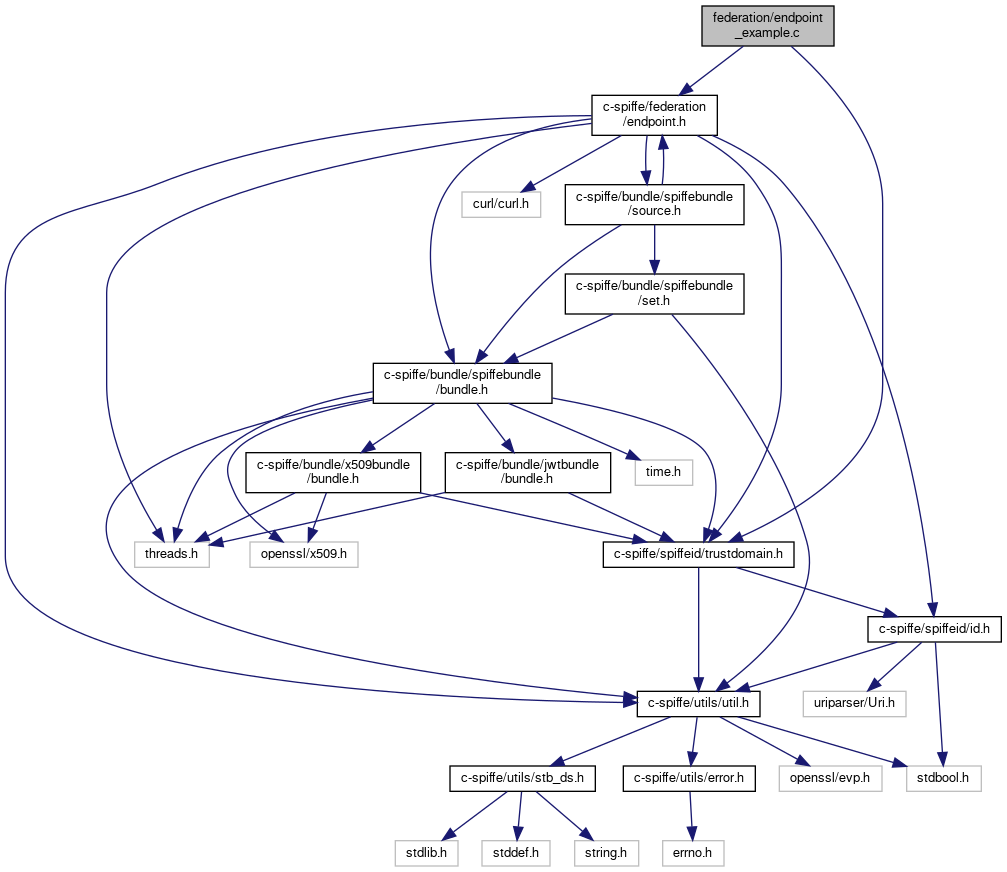 federation/endpoint
_example.c
c-spiffe/federation
/endpoint.h
curl/curl.h
c-spiffe/bundle/spiffebundle
/source.h
c-spiffe/bundle/spiffebundle
/set.h
c-spiffe/bundle/spiffebundle
/bundle.h
c-spiffe/bundle/x509bundle
/bundle.h
c-spiffe/bundle/jwtbundle
/bundle.h
time.h
threads.h
openssl/x509.h
c-spiffe/spiffeid/trustdomain.h
c-spiffe/spiffeid/id.h
c-spiffe/utils/util.h
uriparser/Uri.h
c-spiffe/utils/stb_ds.h
c-spiffe/utils/error.h
openssl/evp.h
stdbool.h
stdlib.h
stddef.h
string.h
errno.h